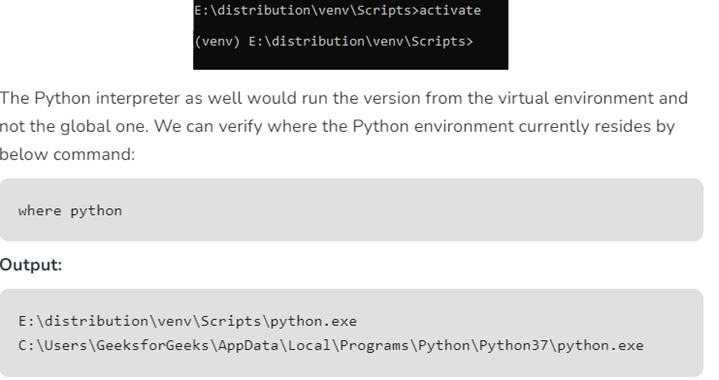 E:\distribution\venv\Scripts>activate
(venv) E:\distribution\venv\Scripts>
The Python interpreter as well would run the version from the virtual environment and
not the global one. We can verify where the Python environment currently resides by
below command:
where python
Output:
E:\distribution\venv\Scripts\python.exe
C:\Users\GeeksforGeeks\AppData\Local\Programs\Python\Python37\python.exe